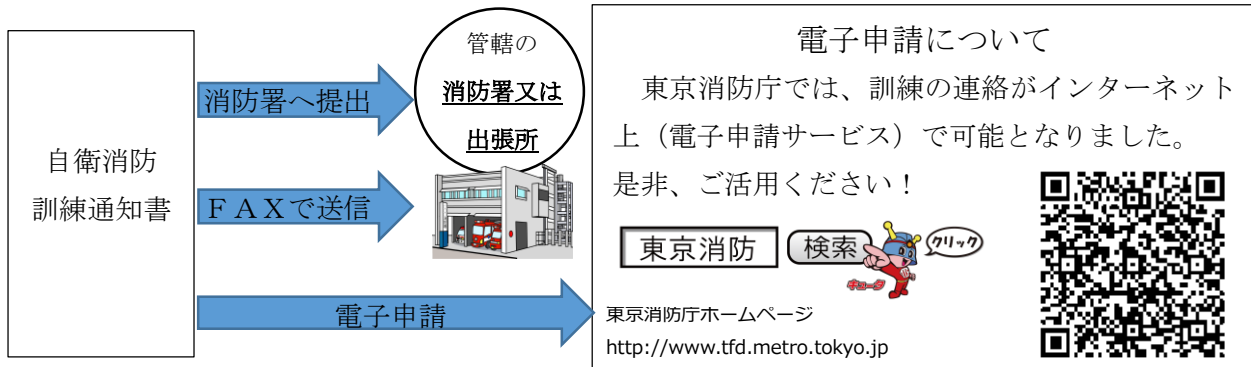 自衛消防
訓練通知書
消防署へ提出
ＦＡＸで送信
電子申請
管轄の
消防署又は
出張所
電子申請について
東京消防庁では、訓練の連絡がインターネット
上（電子申請サービス）で可能となりました。
是非、ご活用ください！
東京消防
検索
クリック
キュータ
東京消防庁ホームページ
http://www.tfd.metro.tokyo.jp